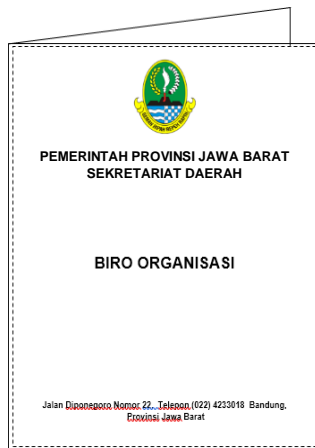 PEMERINTAH PROVINSI JAWA BARAT
SEKRETARIAT DAERAH
BIRO ORGANISASI
Jalan Diponegoro Nomor 22, Telepon (022) 4233018 Bandung,
Provinsi Jawa Barat